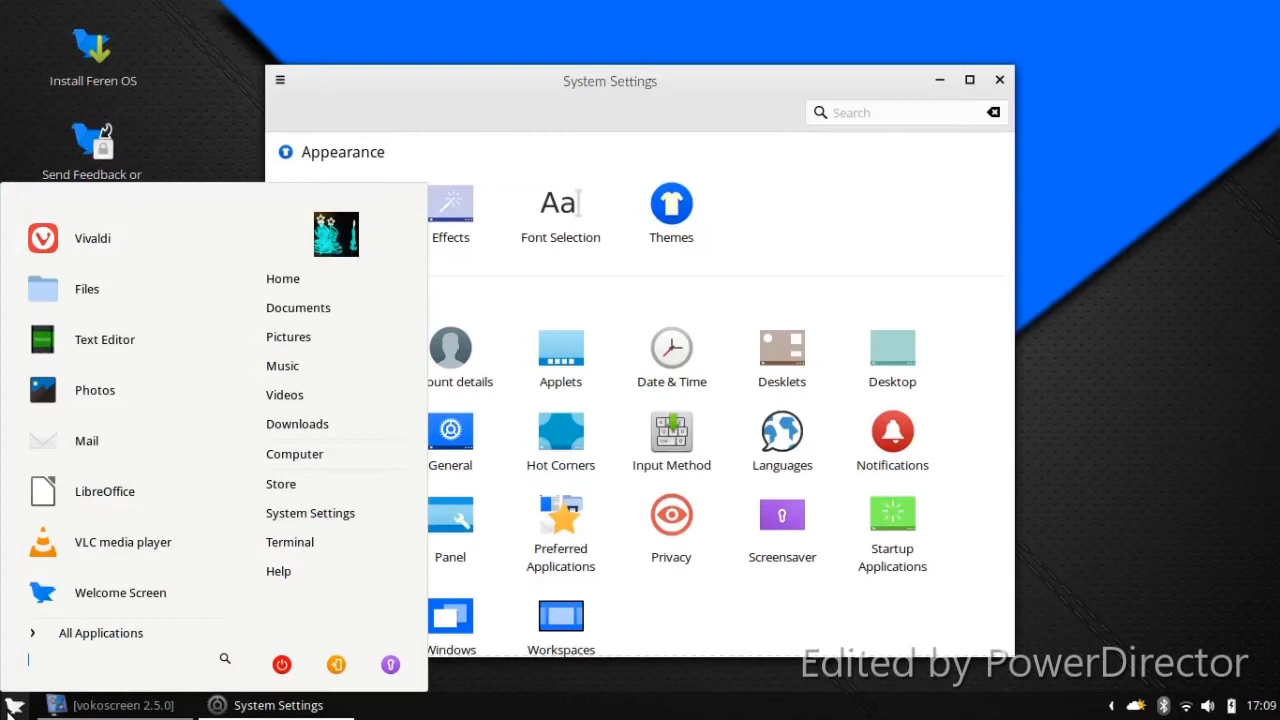 Install Feren OS
Send Feedback or
System Settings
Search
Appearance
Effects
Font Selection
Themes
ount details
Applets
Date & Time
Desklets
Desktop
General
Hot Corners
Input Method
Languages
Notifications
Panel
Preferred
Applications
Privacy
Screensaver
Startup
Applications
Windows
Workspaces
Vivaldi
Files
Text Editor
Photos
Mail
LibreOffice
VLC media player
Welcome Screen
All Applications
Home
Documents
Pictures
Music
Videos
Downloads
Computer
Store
System Settings
Terminal
Help
Edited by PowerDirector
[vokoscreen 2.5.0]
System Settings
17:09